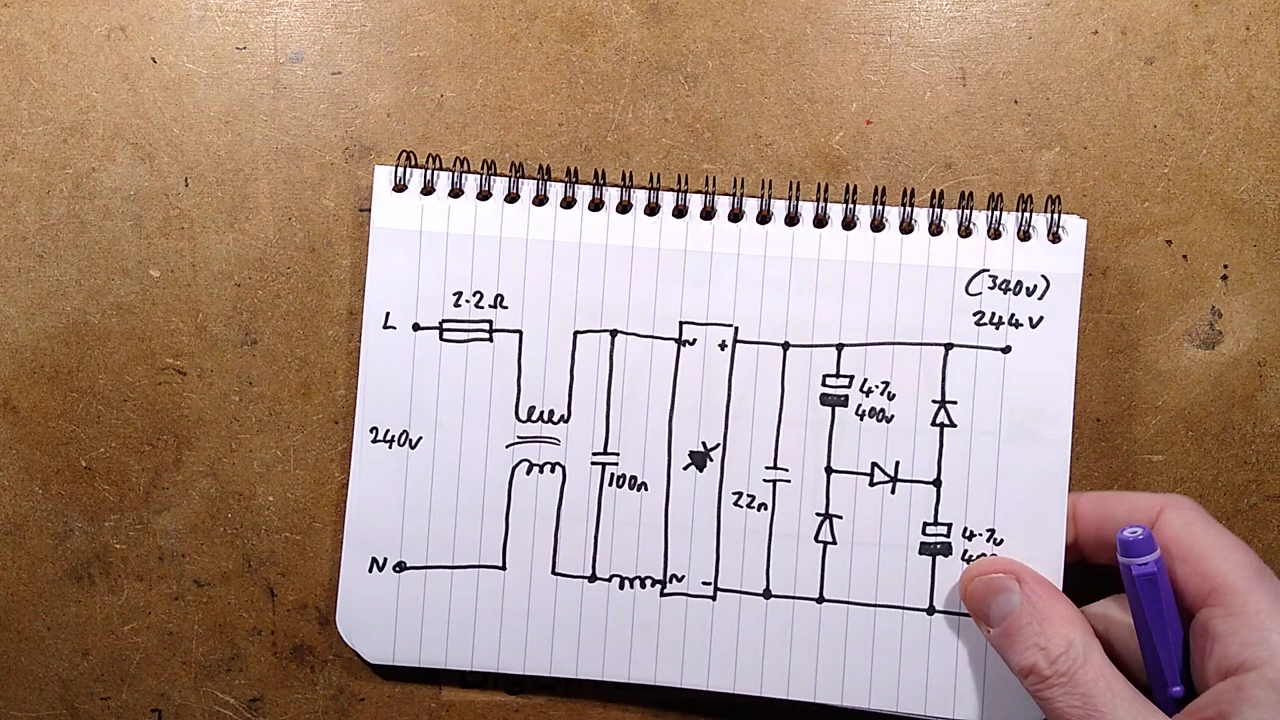 (340v)
244V
2.2Ω
L
~
+
4.7u
400v
240v
100n
22n
4.7u
N
~
-